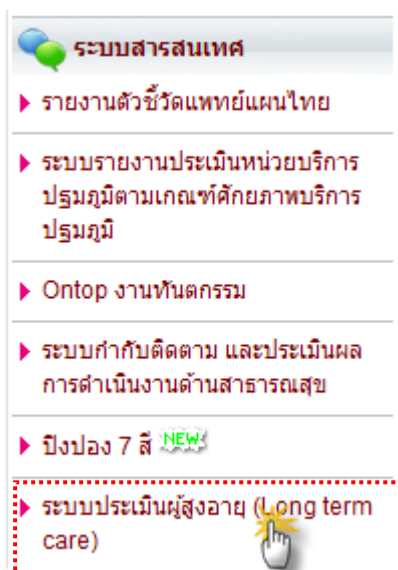 ระบบสารสนเทศ
รายงานตัวชี้วัดแพทย์แผนไทย
ระบบรายงานประเมินหน่วยบริการ
ปฐมภูมิตามเกณฑ์ศักยภาพบริการ
ปฐมภูมิ
Ontop งานทันตกรรม
ระบบกำกับติดตาม และประเมินผล
การดำเนินงานด้านสาธารณสุข
ปิงปอง 7 สี NEW
ระบบประเมินผู้สูงอายุ (Long term
care)